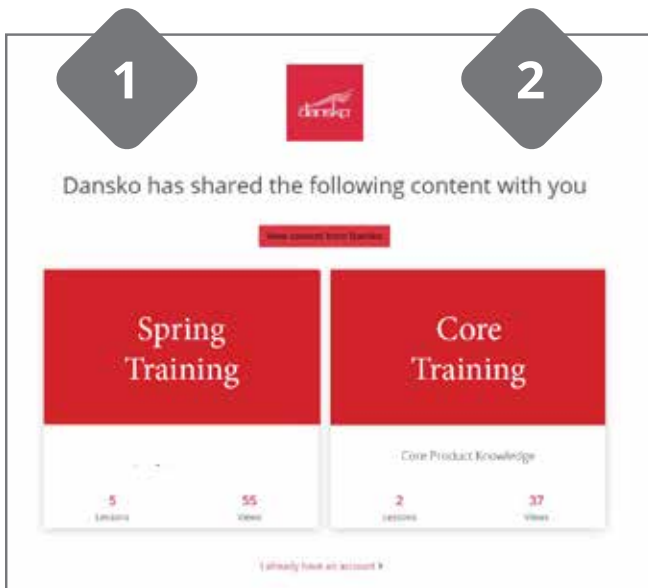 1
2
dansko
Dansko has shared the following content with you
View content from Dansko
Spring
Training
Core
Training
Core Product Knowledge
5
55
2
37
Lessons
Views
Lessons
Views
I already have an account